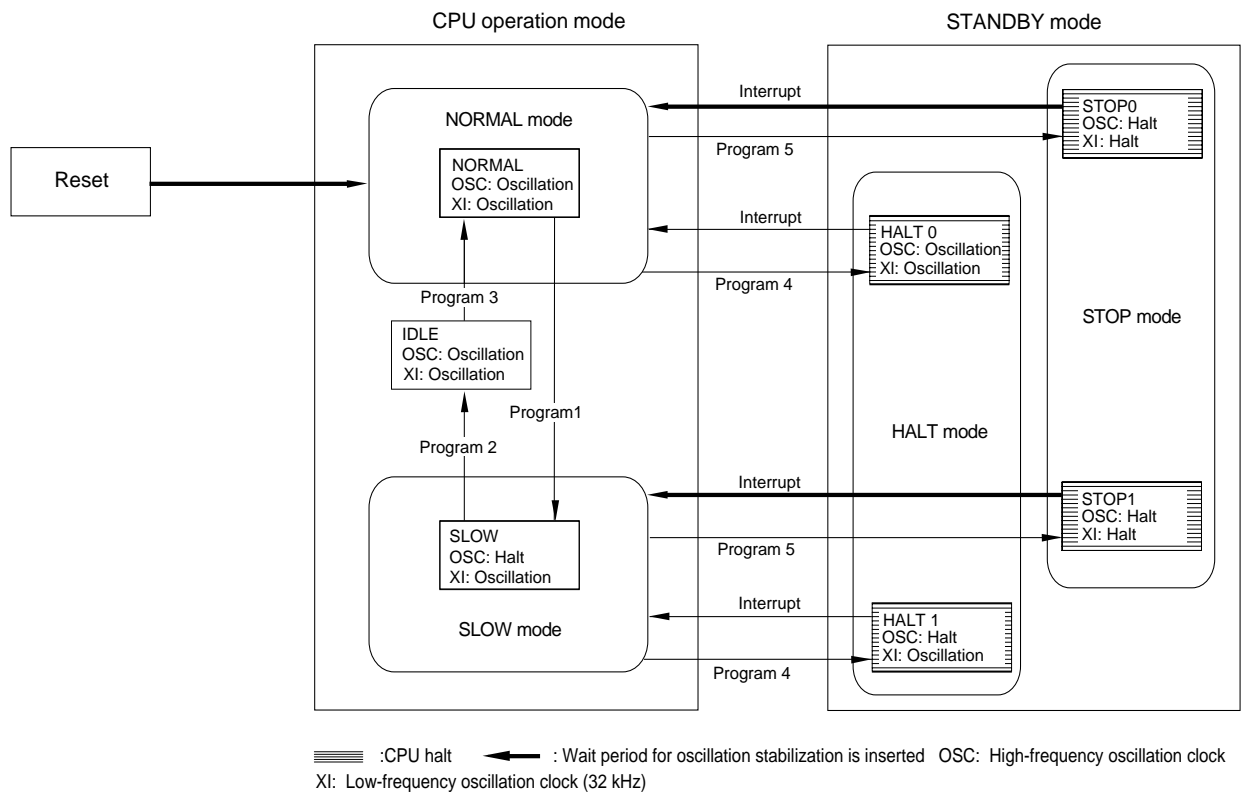 CPU operation mode
STANDBY mode
Reset
NORMAL mode
NORMAL
OSC: Oscillation
XI: Oscillation
Program 3
IDLE
OSC: Oscillation
XI: Oscillation
Program1
Program 2
SLOW
OSC: Halt
XI: Oscillation
SLOW mode
Interrupt
Program 5
Interrupt
Program 4
Interrupt
Program 5
Interrupt
Program 4
STOP0
OSC: Halt
XI: Halt
HALT 0
OSC: Oscillation
XI: Oscillation
STOP mode
HALT mode
STOP1
OSC: Halt
XI: Halt
HALT 1
OSC: Halt
XI: Oscillation
:CPU halt : Wait period for oscillation stabilization is inserted OSC: High-frequency oscillation clock
XI: Low-frequency oscillation clock (32 kHz)